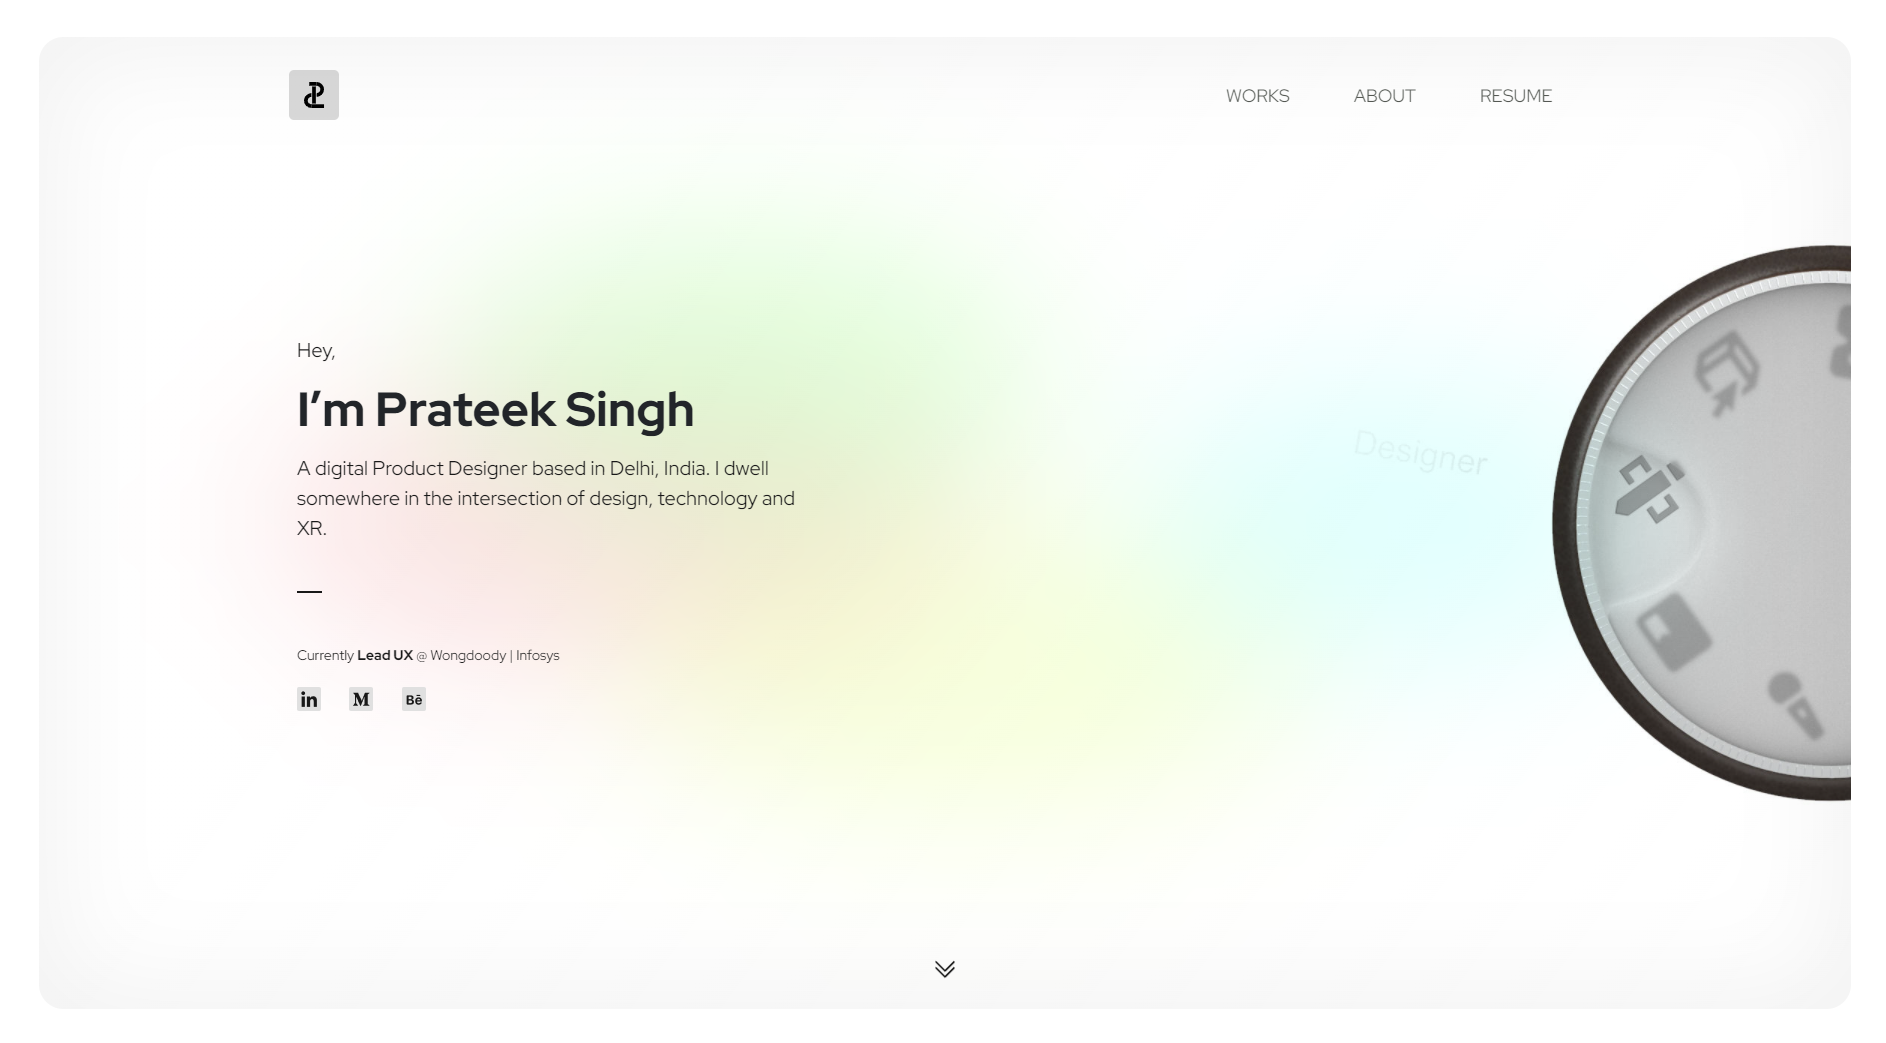 WORKS ABOUT RESUME
Hey,
I’m Prateek Singh
A digital Product Designer based in Delhi, India. I dwell
somewhere in the intersection of design, technology and
XR.
Designer
Currently Lead UX @ Wongdoody | Infosys
in M Bē